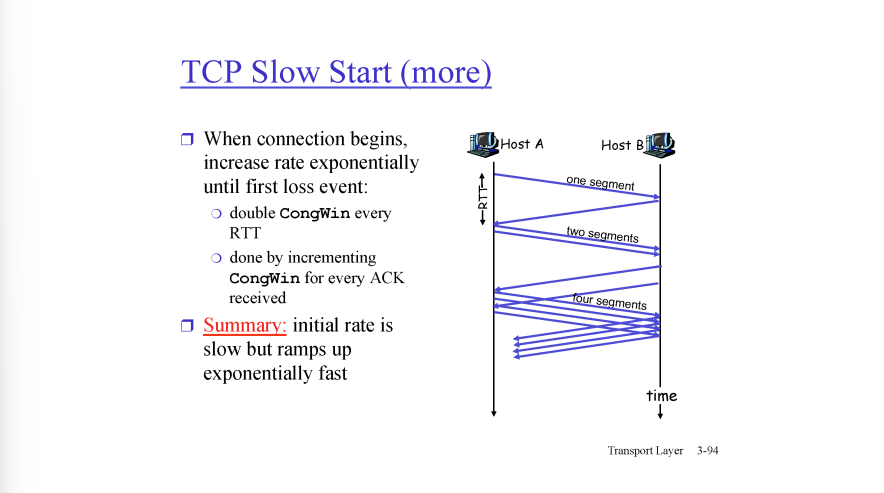 TCP Slow Start (more)
When connection begins,
increase rate exponentially
until first loss event:
double CongWin every
RTT
done by incrementing
CongWin for every ACK
received
Summary: initial rate is
slow but ramps up
exponentially fast
Host A
Host B
RTT
one segment
two segments
four segments
time
Transport Layer 3-94